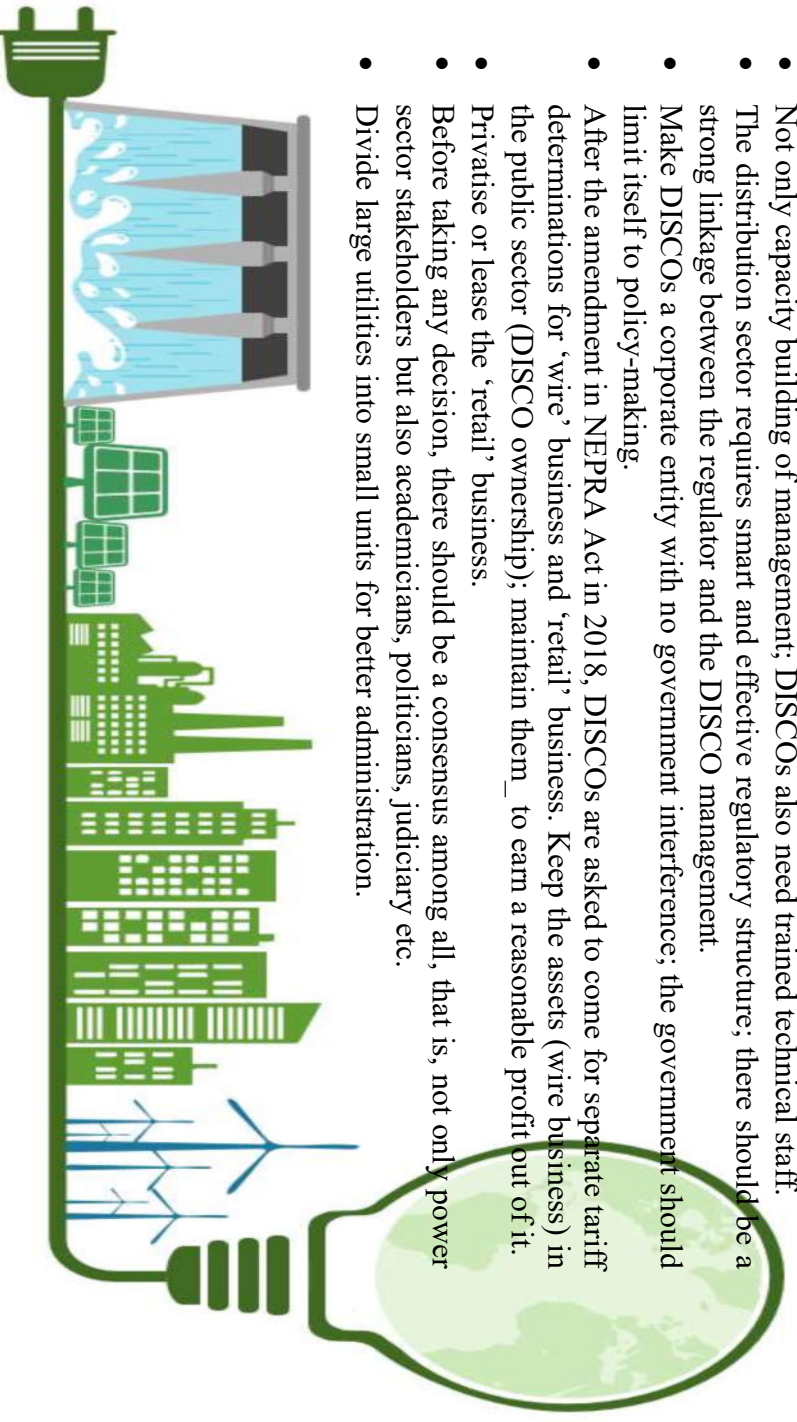 • Not only capacity building of management; DISCOs also need trained technical staff.
• The distribution sector requires smart and effective regulatory structure; there should be a
strong linkage between the regulator and the DISCO management.
• Make DISCOs a corporate entity with no government interference; the government should
limit itself to policy-making.
• After the amendment in NEPRA Act in 2018, DISCOs are asked to come for separate tariff
determinations for ‘wire’ business and ‘retail’ business. Keep the assets (wire business) in
the public sector (DISCO ownership); maintain them_ to earn a reasonable profit out of it.
• Privatise or lease the ‘retail’ business.
• Before taking any decision, there should be a consensus among all, that is, not only power
sector stakeholders but also academicians, politicians, judiciary etc.
• Divide large utilities into small units for better administration.